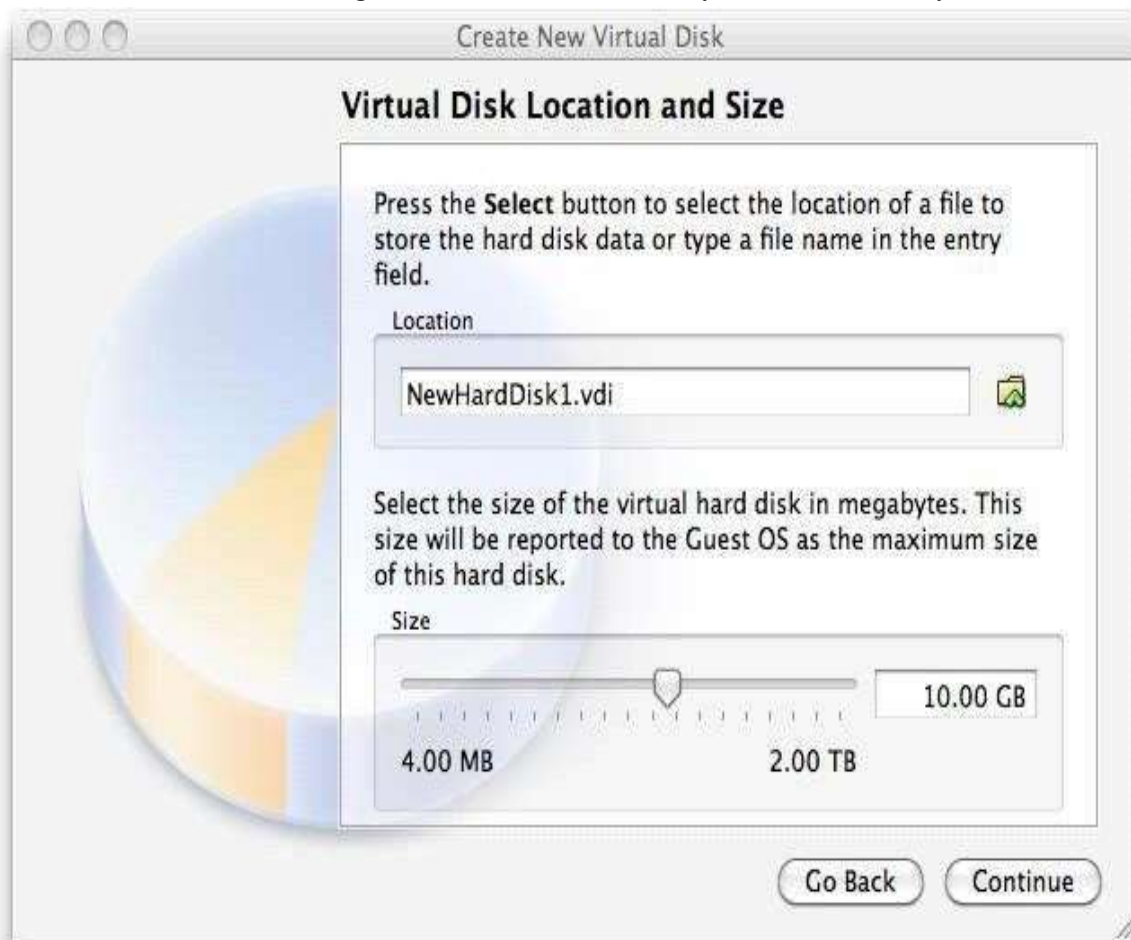 Create New Virtual Disk
Virtual Disk Location and Size
Press the Select button to select the location of a file to
store the hard disk data or type a file name in the entry
field.
Location
NewHardDisk1.vdi
Select the size of the virtual hard disk in megabytes. This
size will be reported to the Guest OS as the maximum size
of this hard disk.
Size
10.00 GB
4.00 MB
2.00 TB
Go Back
Continue